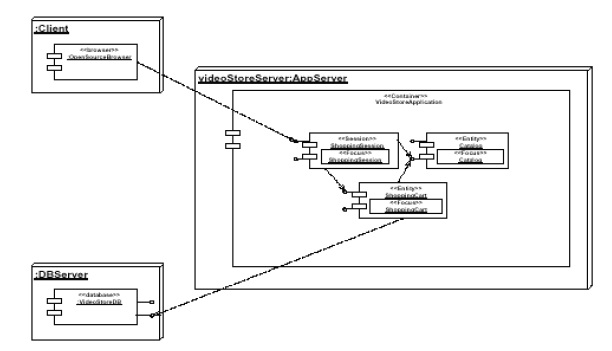 :Client
<<browser>>
:OpenSourceBrowser
videoStoreServer:AppServer
<<Container>>
VideoStoreApplication
<<Session>>
ShoppingSession
<<Focus>>
ShoppingSession
<<Entity>>
Catalog
<<Focus>>
Catalog
<<Entity>>
ShoppingCart
<<Focus>>
ShoppingCart
:DBServer
<<database>>
:VideoStoreDB